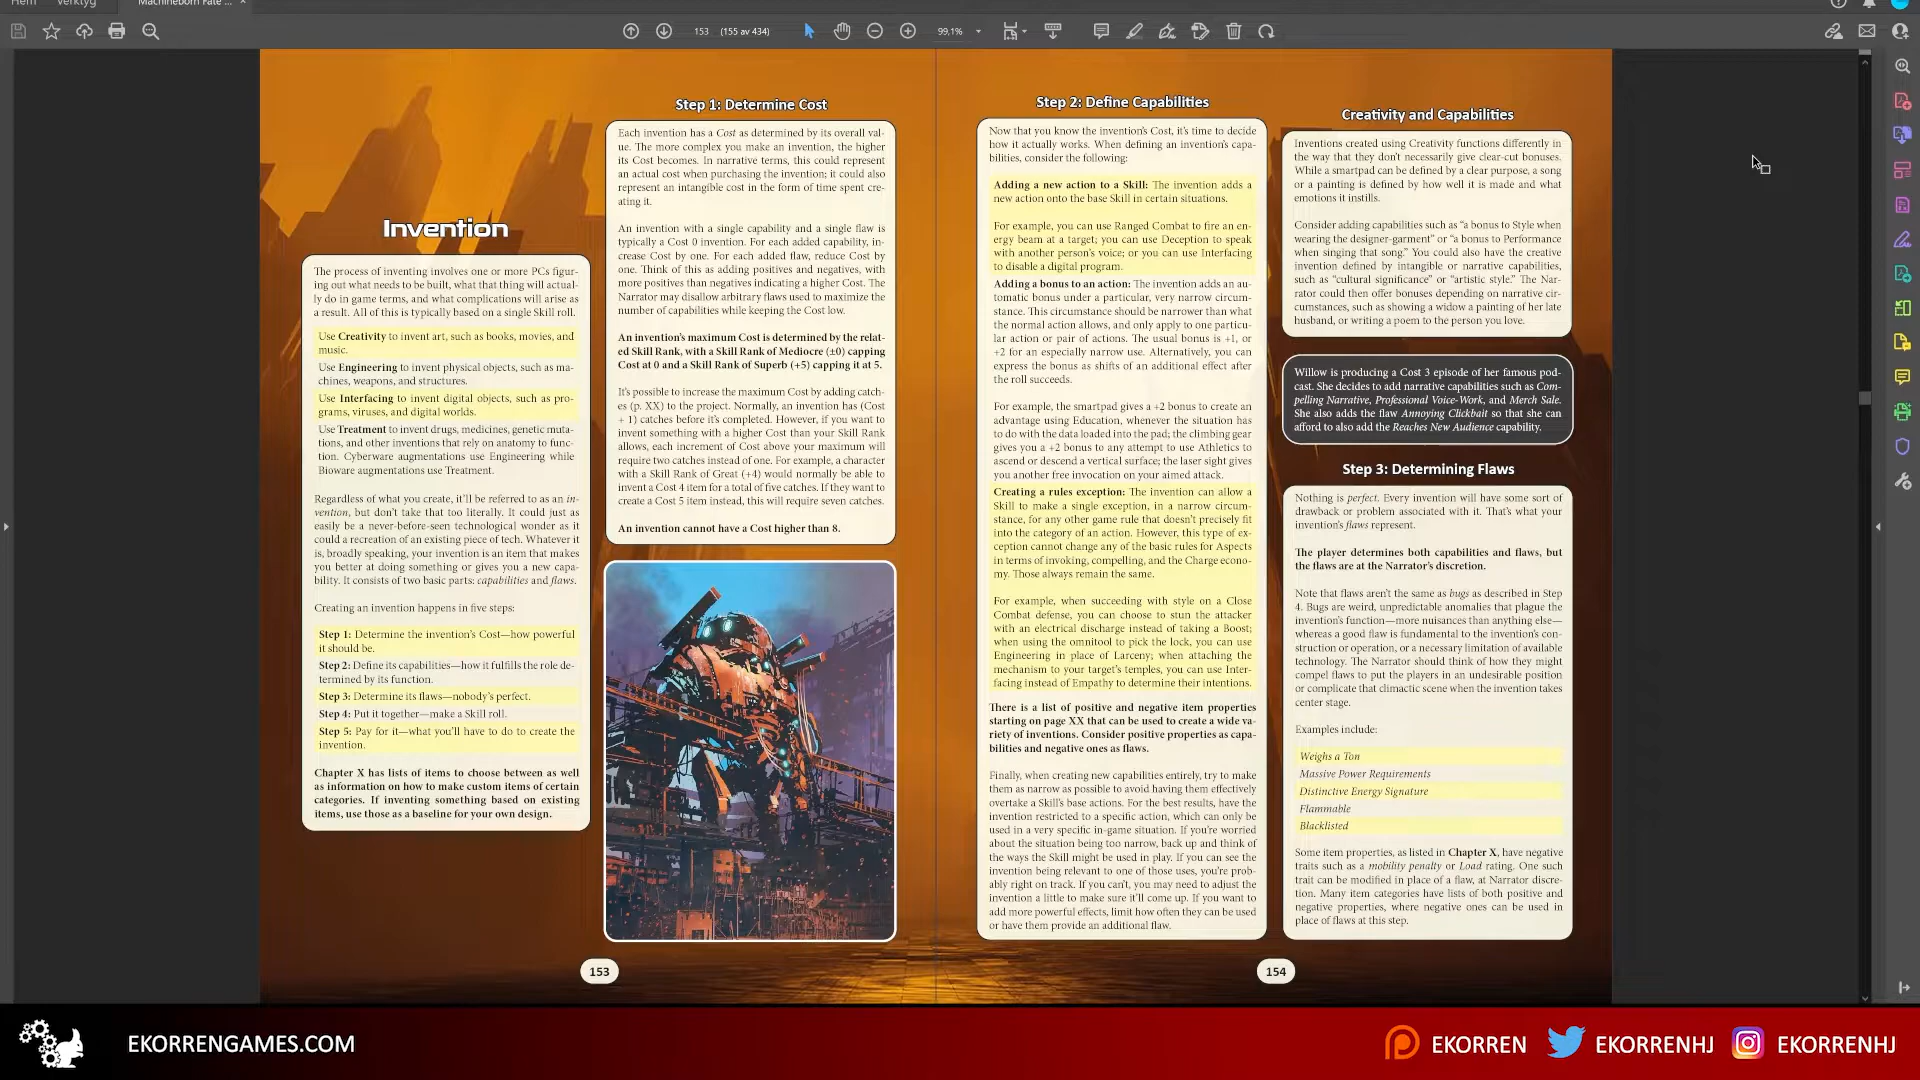 Hem
Verktyg
Machineborn Fate ...
153 (155 av 434)
99,1%
Invention
The process of inventing involves one or more PCs figur-
ing out what needs to be built, what that thing will actual-
ly do in game terms, and what complications will arise as
a result. All of this is typically based on a single Skill roll.
Use Creativity to invent art, such as books, movies, and
music.
Use Engineering to invent physical objects, such as ma-
chines, weapons, and structures.
Use Interfacing to invent digital objects, such as pro-
grams, viruses, and digital worlds.
Use Treatment to invent drugs, medicines, genetic muta-
tions, and other inventions that rely on anatomy to func-
tion. Cyberware augmentations use Engineering while
Bioware augmentations use Treatment.
Regardless of what you create, it'll be referred to as an in-
vention, but don't take that too literally. It could just as
easily be a never-before-seen technological wonder as it
could a recreation of an existing piece of tech. Whatever it
is, broadly speaking, your invention is an item that makes
you better at doing something or gives you a new capa-
bility. It consists of two basic parts: capabilities and flaws.
Creating an invention happens in five steps:
Step 1: Determine the invention's Cost—how powerful
it should be.
Step 2: Define its capabilities—how it fulfills the role de-
termined by its function.
Step 3: Determine its flaws—nobody's perfect.
Step 4: Put it together—make a Skill roll.
Step 5: Pay for it—what you'll have to do to create the
invention.
Chapter X has lists of items to choose between as well
as information on how to make custom items of certain
categories. If inventing something based on existing
items, use those as a baseline for your own design.
Step 1: Determine Cost
Each invention has a Cost as determined by its overall val-
ue. The more complex you make an invention, the higher
its Cost becomes. In narrative terms, this could represent
an actual cost when purchasing the invention; it could also
represent an intangible cost in the form of time spent cre-
ating it.
An invention with a single capability and a single flaw is
typically a Cost 0 invention. For each added capability, in-
crease Cost by one. For each added flaw, reduce Cost by
one. Think of this as adding positives and negatives, with
more positives than negatives indicating a higher Cost. The
Narrator may disallow arbitrary flaws used to maximize the
number of capabilities while keeping the Cost low.
An invention's maximum Cost is determined by the relat-
ed Skill Rank, with a Skill Rank of Mediocre (±0) capping
Cost at 0 and a Skill Rank of Superb (+5) capping it at 5.
It's possible to increase the maximum Cost by adding catch-
es (p. XX) to the project. Normally, an invention has (Cost
+ 1) catches before it's completed. However, if you want to
invent something with a higher Cost than your Skill Rank
allows, each increment of Cost above your maximum will
require two catches instead of one. For example, a character
with a Skill Rank of Great (+4) would normally be able to
invent a Cost 4 item for a total of five catches. If they want to
create a Cost 5 item instead, this will require seven catches.
An invention cannot have a Cost higher than 8.
153
Step 2: Define Capabilities
Now that you know the invention's Cost, it's time to decide
how it actually works. When defining an invention's capa-
bilities, consider the following:
Adding a new action to a Skill: The invention adds a
new action onto the base Skill in certain situations.
For example, you can use Ranged Combat to fire an en-
ergy beam at a target; you can use Deception to speak
with another person's voice; or you can use Interfacing
to disable a digital program.
Adding a bonus to an action: The invention adds an au-
tomatic bonus under a particular, very narrow circum-
stance. This circumstance should be narrower than what
the normal action allows, and only apply to one particu-
lar action or pair of actions. The usual bonus is +1, or
+2 for an especially narrow use. Alternatively, you can
express the bonus as shifts of an additional effect after
the roll succeeds.
For example, the smartpad gives a +2 bonus to create an
advantage using Education, whenever the situation has
to do with the data loaded into the pad; the climbing gear
gives you a +2 bonus to any attempt to use Athletics to
ascend or descend a vertical surface; the laser sight gives
you another free invocation on your aimed attack.
Creating a rules exception: The invention can allow a
Skill to make a single exception, in a narrow circum-
stance, for any other game rule that doesn't precisely fit
into the category of an action. However, this type of ex-
ception cannot change any of the basic rules for Aspects
in terms of invoking, compelling, and the Charge econo-
my. Those always remain the same.
For example, when succeeding with style on a Close
Combat defense, you can choose to stun the attacker
with an electrical discharge instead of taking a Boost;
when using the omnitool to pick the lock, you can use
Engineering in place of Larceny; when attaching the
mechanism to your target's temples, you can use Inter-
facing instead of Empathy to determine their intentions.
There is a list of positive and negative item properties
starting on page XX that can be used to create a wide va-
riety of inventions. Consider positive properties as capa-
bilities and negative ones as flaws.
Finally, when creating new capabilities entirely, try to make
them as narrow as possible to avoid having them effectively
overtake a Skill's base actions. For the best results, have the
invention restricted to a specific action, which can only be
used in a very specific in-game situation. If you're worried
about the situation being too narrow, back up and think of
the ways the Skill might be used in play. If you can see the
invention being relevant to one of those uses, you're prob-
ably right on track. If you can't, you may need to adjust the
invention a little to make sure it'll come up. If you want to
add more powerful effects, limit how often they can be used
or have them provide an additional flaw.
Creativity and Capabilities
Inventions created using Creativity functions differently in
the way that they don't necessarily give clear-cut bonuses.
While a smartpad can be defined by a clear purpose, a song
or a painting is defined by how well it is made and what
emotions it instills.
Consider adding capabilities such as "a bonus to Style when
wearing the designer-garment" or "a bonus to Performance
when singing that song." You could also have the creative
invention defined by intangible or narrative capabilities,
such as "cultural significance" or "artistic style." The Nar-
rator could then offer bonuses depending on narrative cir-
cumstances, such as showing a widow a painting of her late
husband, or writing a poem to the person you love.
Willow is producing a Cost 3 episode of her famous pod-
cast. She decides to add narrative capabilities such as Com-
pelling Narrative, Professional Voice-Work, and Merch Sale.
She also adds the flaw Annoying Clickbait so that she can
afford to also add the Reaches New Audience capability.
Step 3: Determining Flaws
Nothing is perfect. Every invention will have some sort of
drawback or problem associated with it. That's what your
invention's flaws represent.
The player determines both capabilities and flaws, but
the flaws are at the Narrator's discretion.
Note that flaws aren't the same as bugs as described in Step
4. Bugs are weird, unpredictable anomalies that plague the
invention's function—more nuisances than anything else—
whereas a good flaw is fundamental to the invention's con-
struction or operation, or a necessary limitation of available
technology. The Narrator should think of how they might
compel flaws to put the players in an undesirable position
or complicate that climactic scene when the invention takes
center stage.
Examples include:
Weighs a Ton
Massive Power Requirements
Distinctive Energy Signature
Flammable
Blacklisted
Some item properties, as listed in Chapter X, have negative
traits such as a mobility penalty or Load rating. One such
trait can be modified in place of a flaw, at Narrator discre-
tion. Many item categories have lists of both positive and
negative properties, where negative ones can be used in
place of flaws at this step.
154
EKORRENGAMES.COM
EKORREN
EKORRENHJ
EKORRENHJ